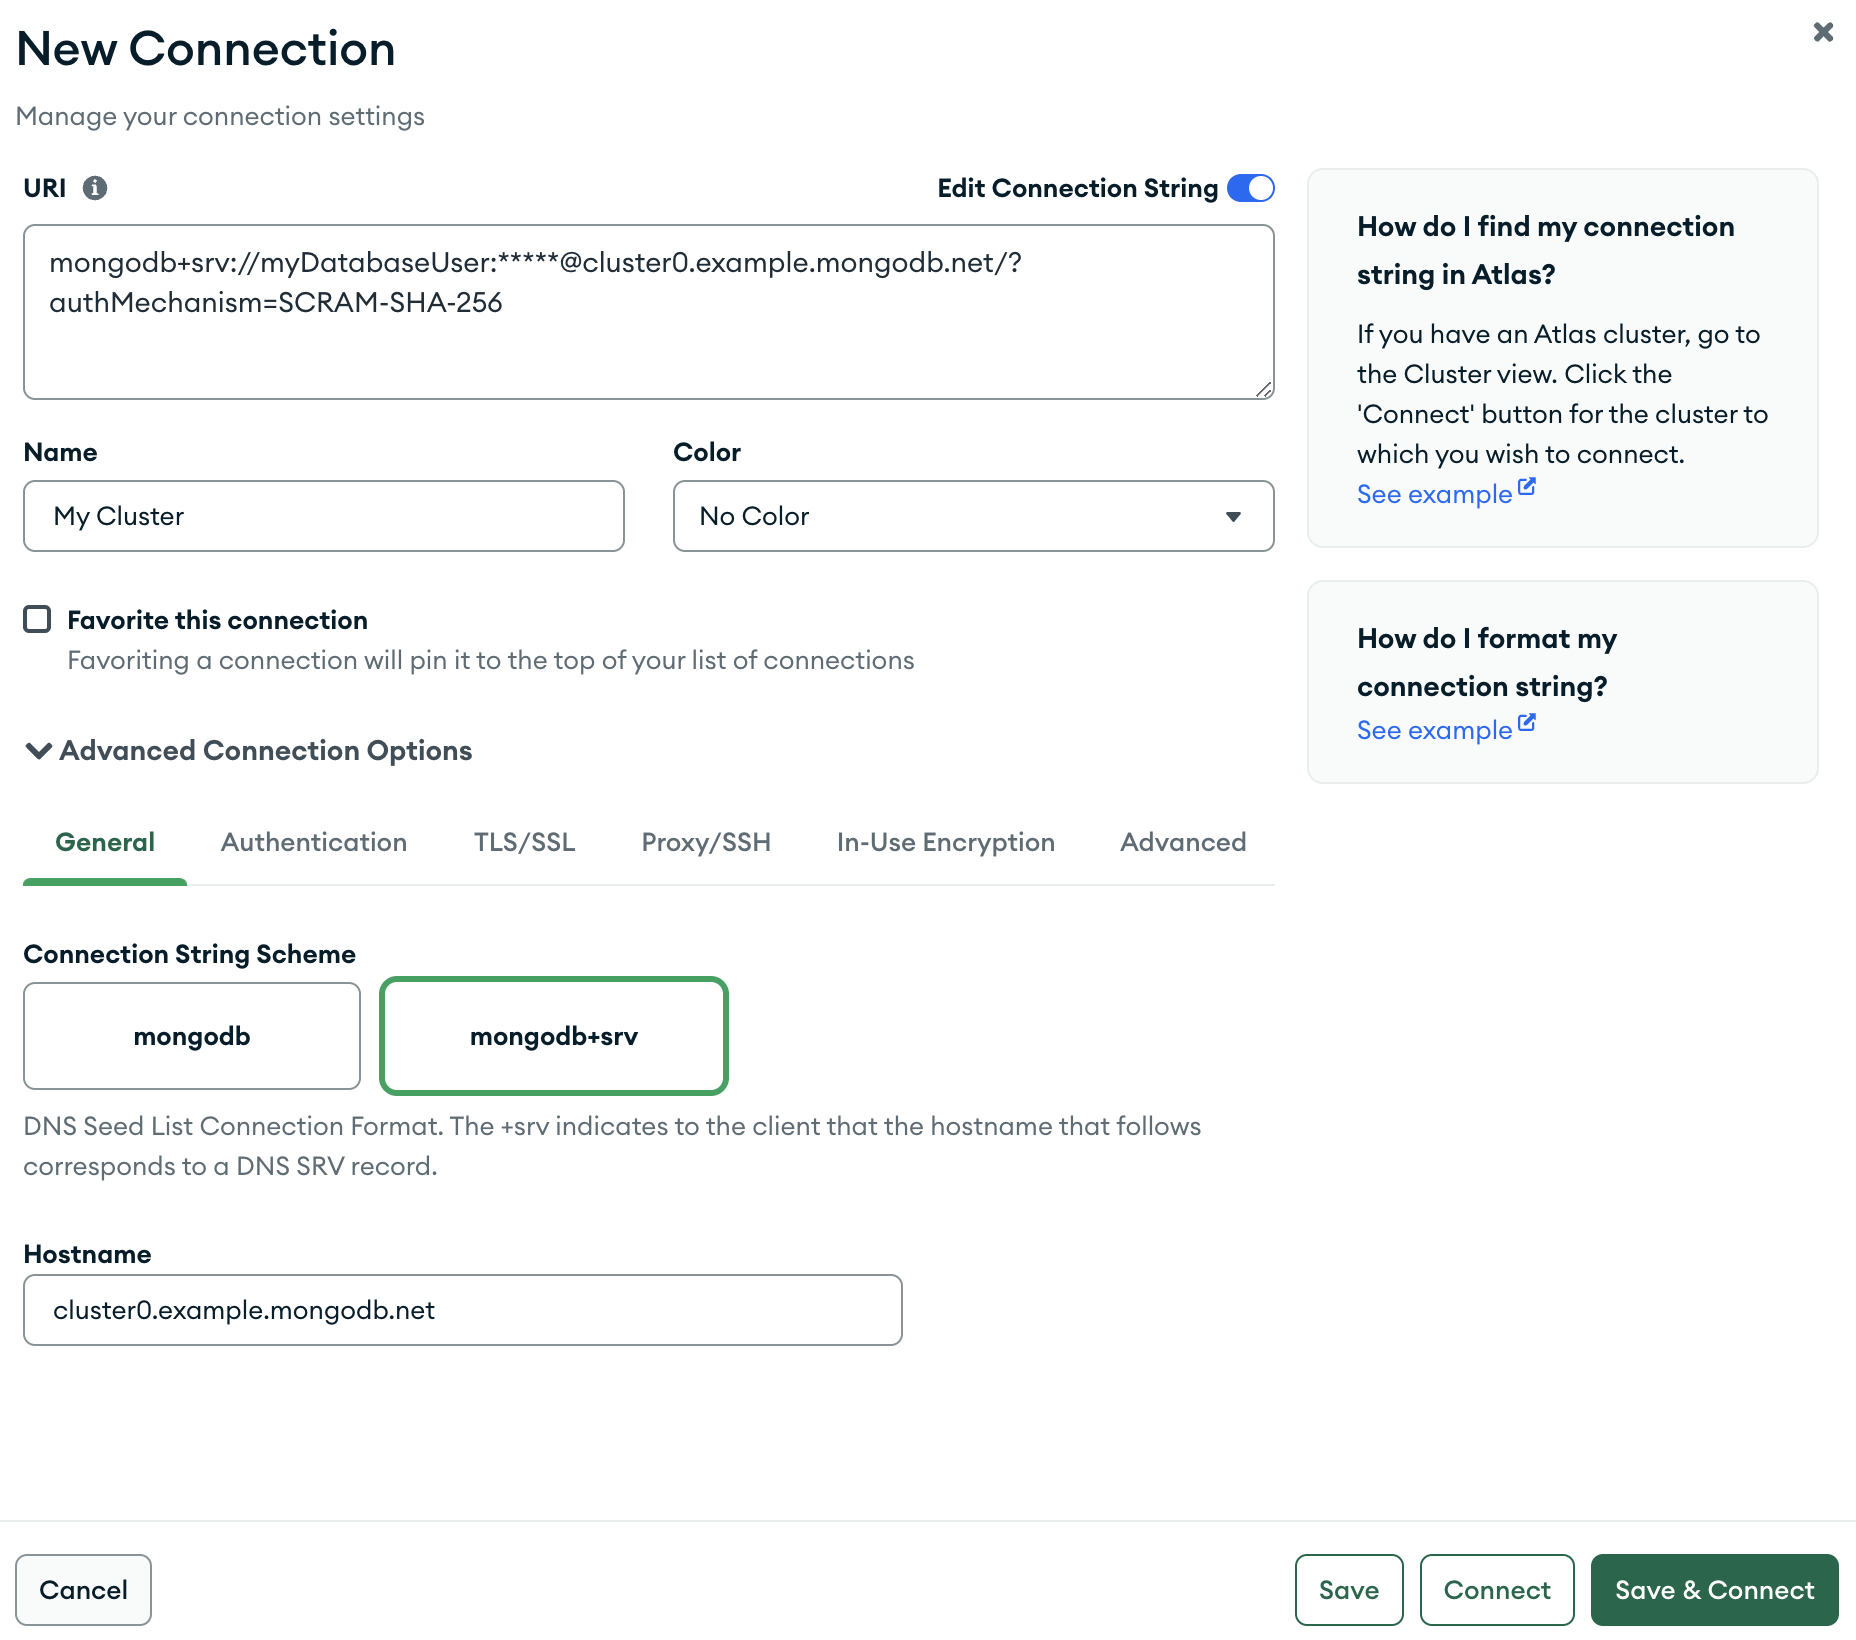 New Connection
Manage your connection settings
URI
Edit Connection String
mongodb+srv://myDatabaseUser:*****@cluster0.example.mongodb.net/?
authMechanism=SCRAM-SHA-256
Name
Color
My Cluster
No Color
Favorite this connection
Favoriting a connection will pin it to the top of your list of connections
Advanced Connection Options
General
Authentication
TLS/SSL
Proxy/SSH
In-Use Encryption
Advanced
Connection String Scheme
mongodb
mongodb+srv
DNS Seed List Connection Format. The +srv indicates to the client that the hostname that follows
corresponds to a DNS SRV record.
Hostname
cluster0.example.mongodb.net
How do I find my connection
string in Atlas?
If you have an Atlas cluster, go to
the Cluster view. Click the
'Connect' button for the cluster to
which you wish to connect.
See example
How do I format my
connection string?
See example
Cancel
Save
Connect
Save & Connect